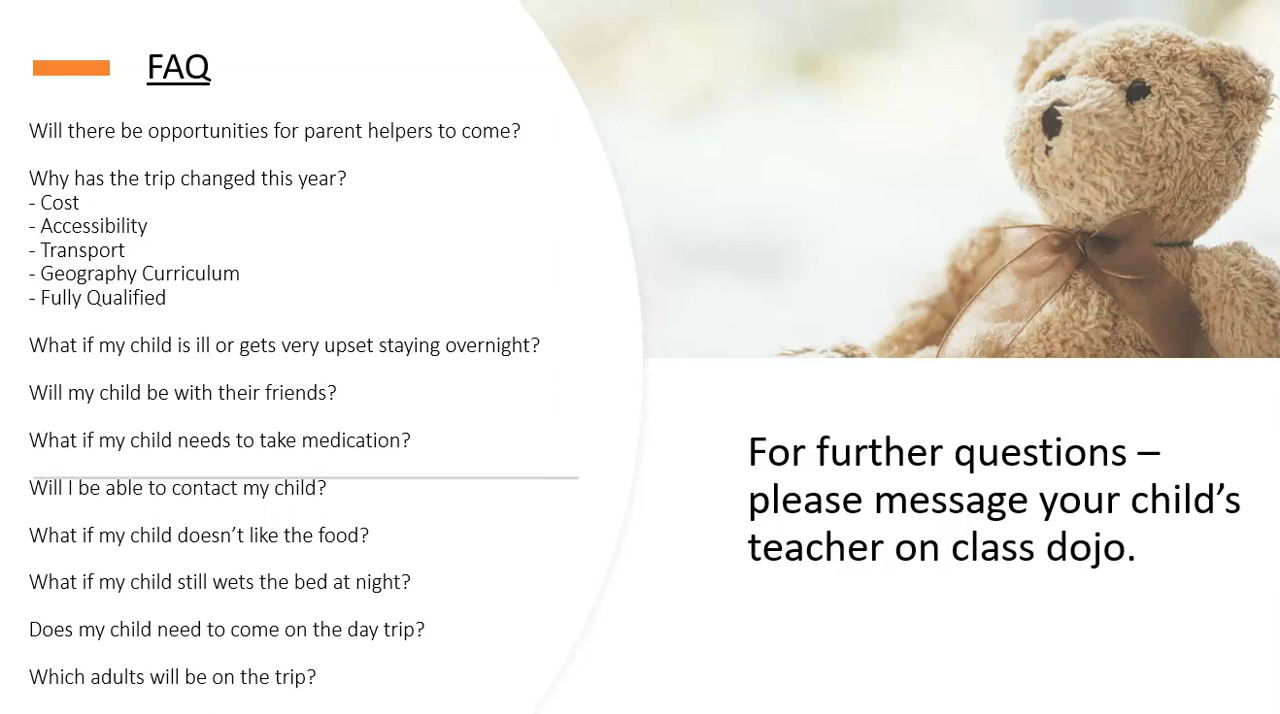 FAQ
Will there be opportunities for parent helpers to come?
Why has the trip changed this year?
- Cost
- Accessibility
- Transport
- Geography Curriculum
- Fully Qualified
What if my child is ill or gets very upset staying overnight?
Will my child be with their friends?
What if my child needs to take medication?
Will I be able to contact my child?
What if my child doesn’t like the food?
What if my child still wets the bed at night?
Does my child need to come on the day trip?
Which adults will be on the trip?
For further questions –
please message your child’s
teacher on class dojo.